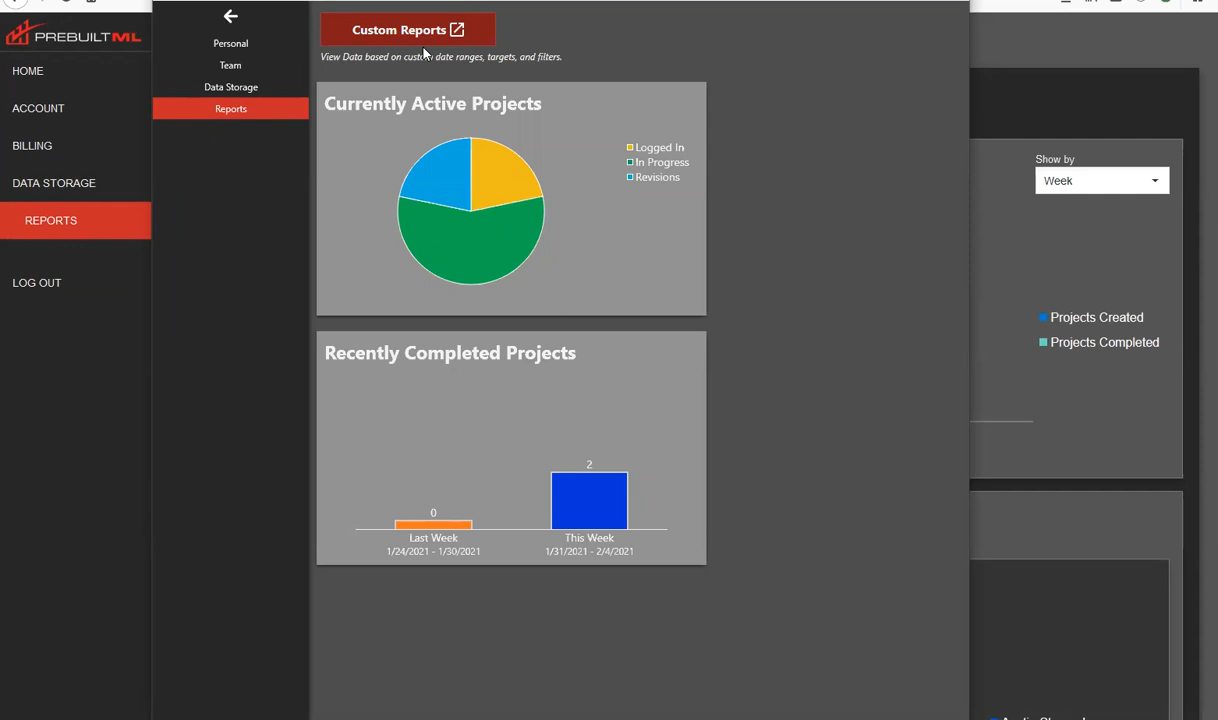 PREBUILTML
HOME
ACCOUNT
BILLING
DATA STORAGE
REPORTS
LOG OUT
Personal
Team
Data Storage
Reports
Custom Reports
View Data based on custom date ranges, targets, and filters.
Currently Active Projects
Logged In
In Progress
Revisions
Recently Completed Projects
0
2
Last Week
1/24/2021 - 1/30/2021
This Week
1/31/2021 - 2/4/2021
Show by
Week
Projects Created
Projects Completed